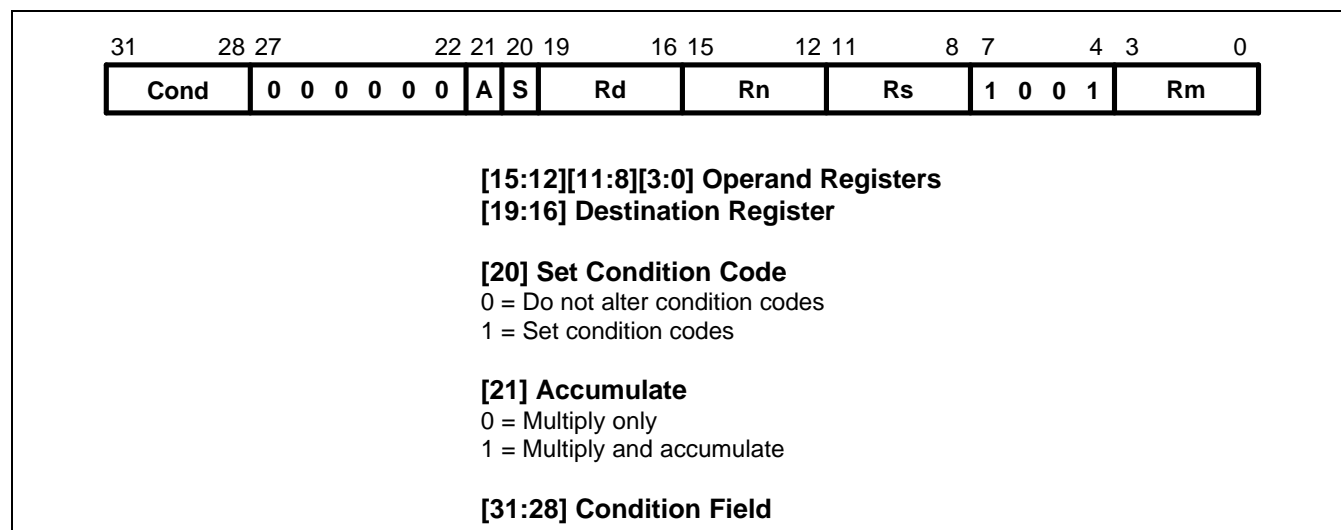 31 28 27 22 21 20 19 16 15 12 11 8 7 4 3 0
Cond 0 0 0 0 0 0 A S Rd Rn Rs 1 0 0 1 Rm
[15:12][11:8][3:0] Operand Registers
[19:16] Destination Register
[20] Set Condition Code
0 = Do not alter condition codes
1 = Set condition codes
[21] Accumulate
0 = Multiply only
1 = Multiply and accumulate
[31:28] Condition Field